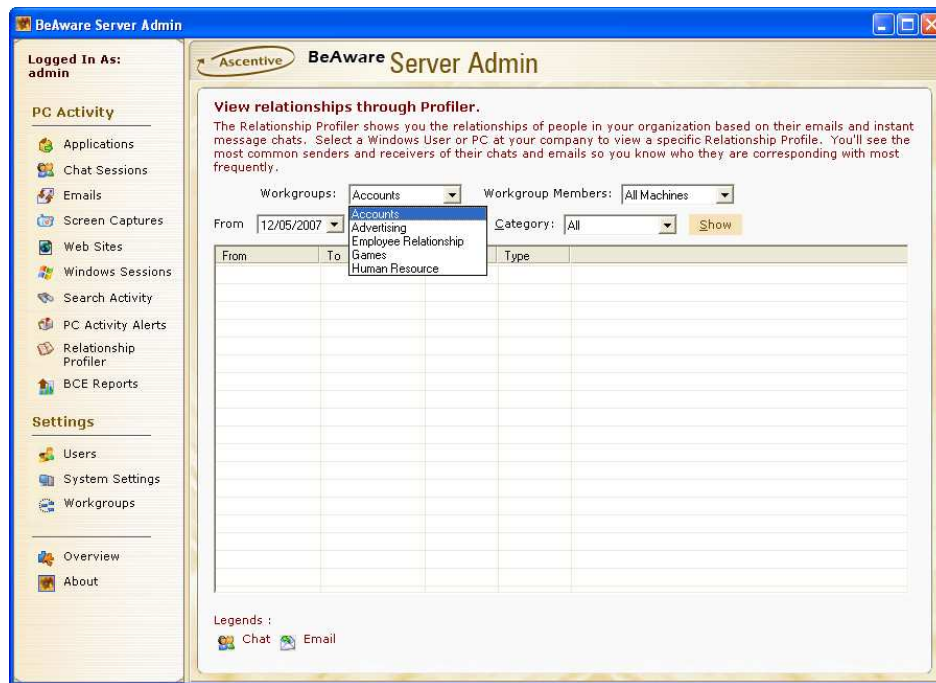 BeAware Server Admin
Logged In As:
admin
PC Activity
Applications
Chat Sessions
Emails
Screen Captures
Web Sites
Windows Sessions
Search Activity
PC Activity Alerts
Relationship
Profiler
BCE Reports
Settings
Users
System Settings
Workgroups
Overview
About
Ascentive BeAware Server Admin
View relationships through Profiler.
The Relationship Profiler shows you the relationships of people in your organization based on their emails and instant
message chats. Select a Windows User or PC at your company to view a specific Relationship Profile. You'll see the
most common senders and receivers of their chats and emails so you know who they are corresponding with most
frequently.
Workgroups: Accounts Workgroup Members: All Machines
From 12/05/2007 Category: All Show
Accounts
Advertising
Employee Relationship
Games
Human Resource
From To Type
Legends :
Chat Email